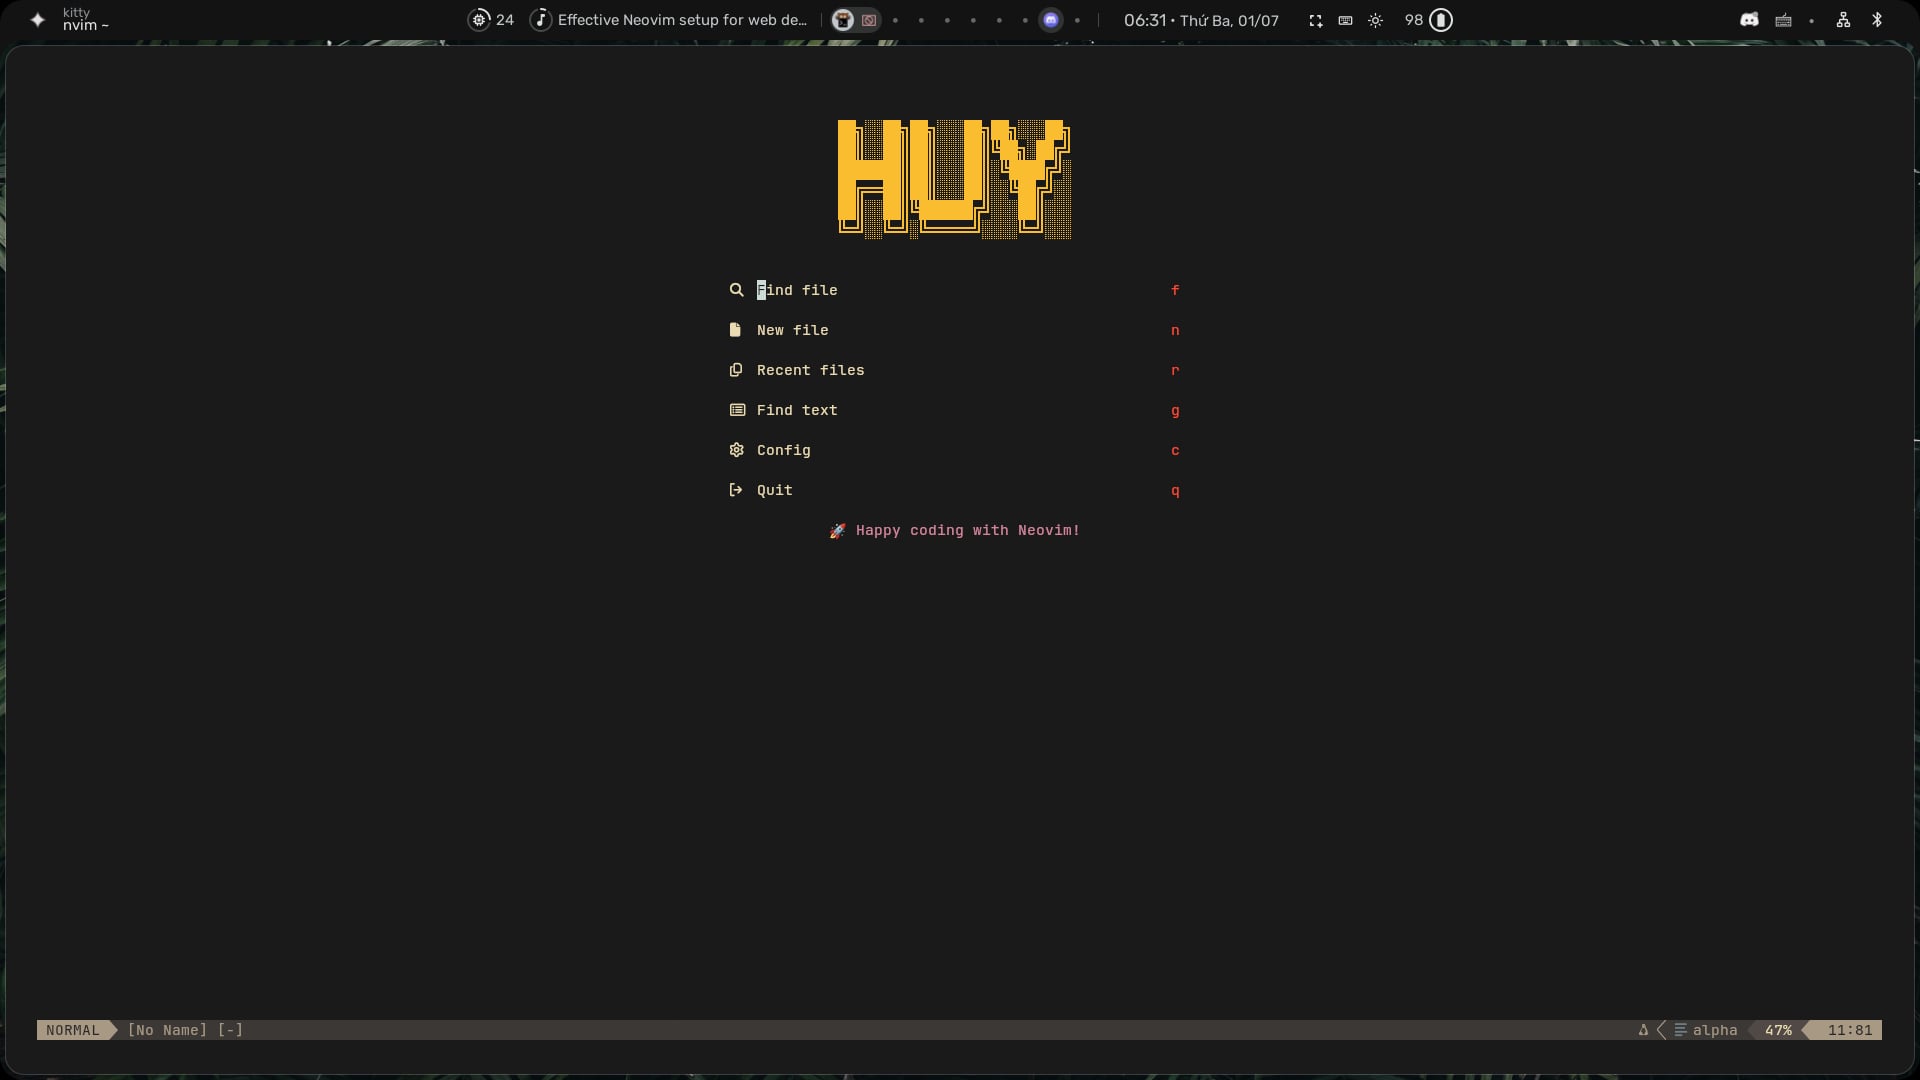 kitty
nvim ~
24
Effective Neovim setup for web de...
06:31 • Thứ Ba, 01/07
98
HUY
Find file f
New file n
Recent files r
Find text g
Config c
Quit q
🚀 Happy coding with Neovim!
NORMAL [No Name] [-] alpha 47% 11:81